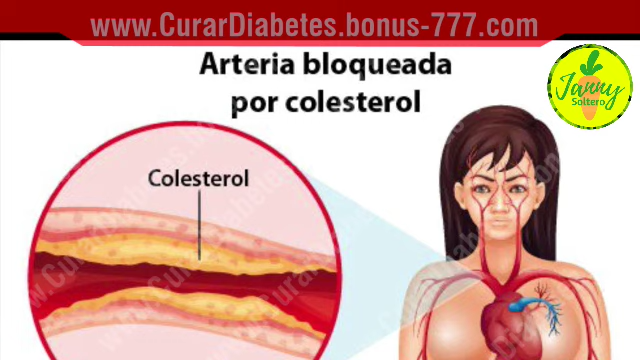 www.CurarDiabetes.bonus-777.com
Arteria bloqueada
por colesterol
Janny
Soltero
Colesterol